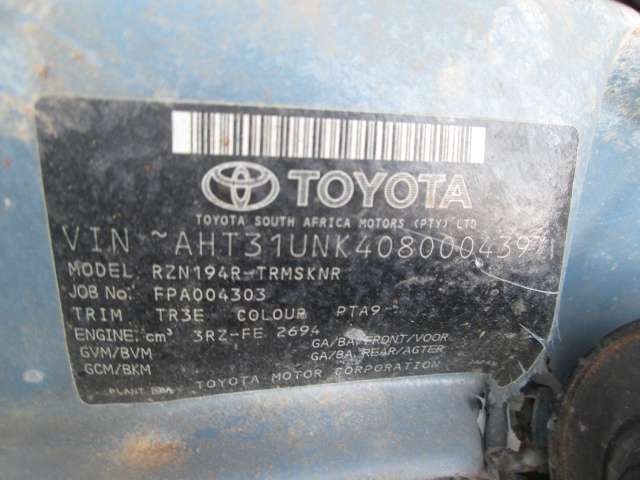 TOYOTA
TOYOTA SOUTH AFRICA MOTORS (PTY) LTD
VIN ~AHT31UNK408000439~
MODEL RZN194R-TRMSKNR
JOB No. FPA004303
TRIM TR3E COLOUR PTA9
ENGINE: cm³ 3RZ-FE 2694
GVM/BVM GA/BA, FRONT/VOOR
GCM/BKM GA/BA, REAR/AGTER
PLANT TOYOTA MOTOR CORPORATION JAPAN